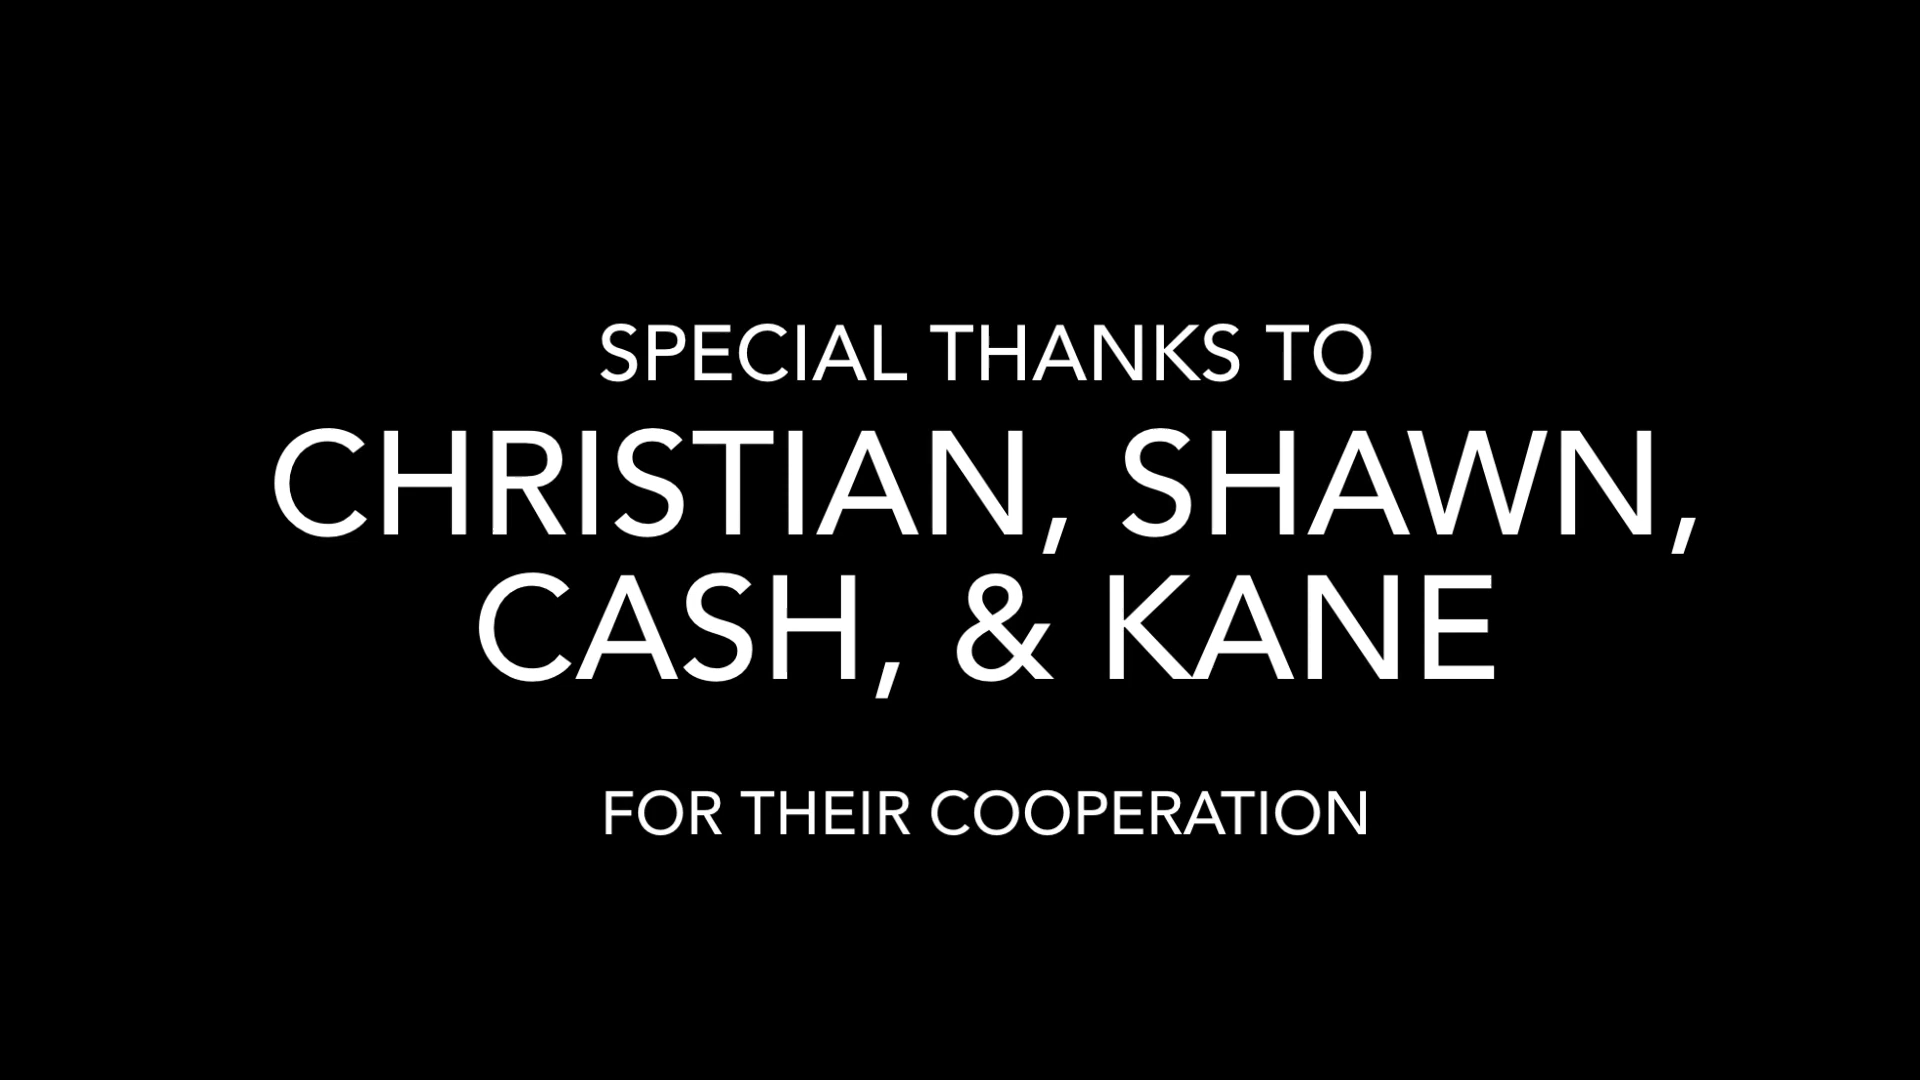 SPECIAL THANKS TO
CHRISTIAN, SHAWN,
CASH, & KANE
FOR THEIR COOPERATION